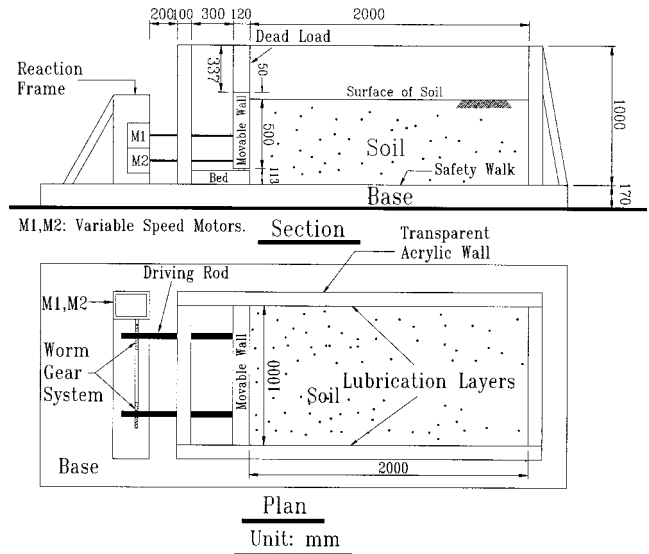 200 100 300 120
2000
Dead Load
Reaction
Frame
337
50
Surface of Soil
1000
M1
M2
Movable Wall
500
Soil
113
Bed
Safety Walk
Base
170
M1,M2: Variable Speed Motors.
Section
Transparent
Acrylic Wall
Driving Rod
M1,M2
Worm
Gear
System
Movable Wall
1000
Soil
Lubrication Layers
Base
2000
Plan
Unit: mm